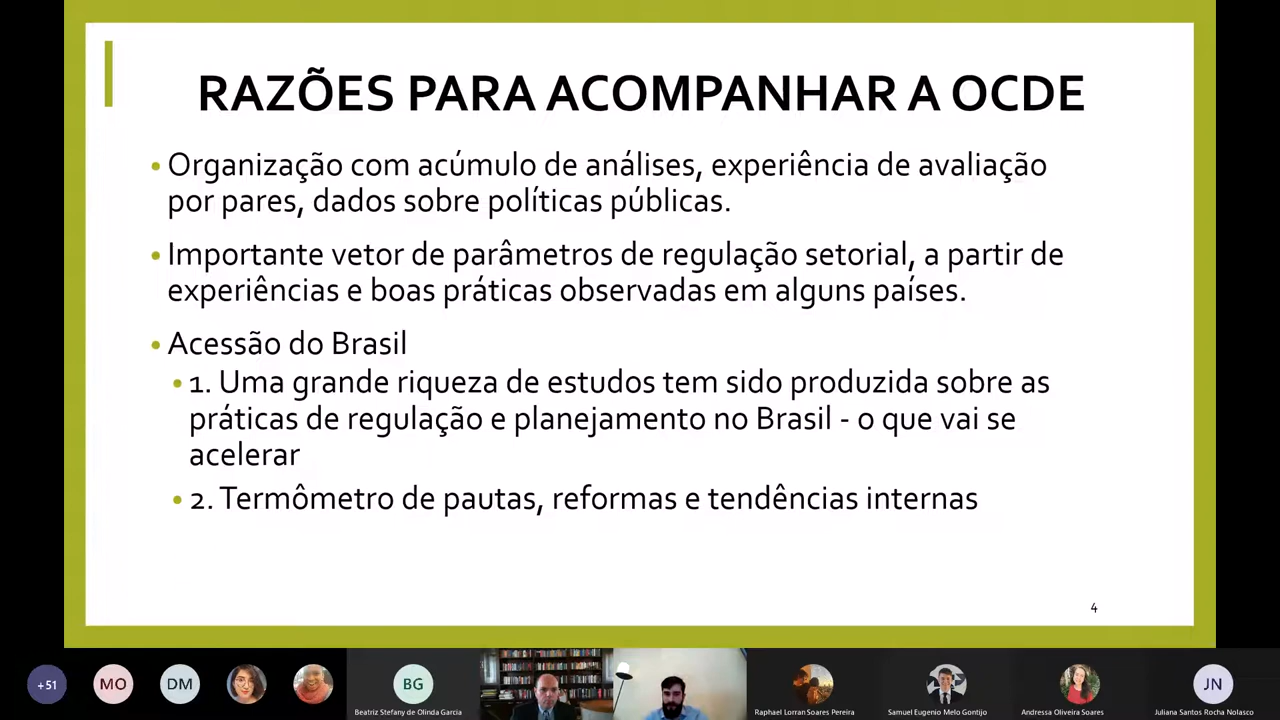 RAZÕES PARA ACOMPANHAR A OCDE
• Organização com acúmulo de análises, experiência de avaliação
por pares, dados sobre políticas públicas.
• Importante vetor de parâmetros de regulação setorial, a partir de
experiências e boas práticas observadas em alguns países.
• Acessão do Brasil
• 1. Uma grande riqueza de estudos tem sido produzida sobre as
práticas de regulação e planejamento no Brasil - o que vai se
acelerar
• 2. Termômetro de pautas, reformas e tendências internas
4
+51
MO
DM
BG
JN
Beatriz Stefany de Olinda Garcia
Raphael Lorran Soares Pereira
Samuel Eugenio Melo Gontijo
Andressa Oliveira Soares
Juliana Santos Rocha Nolasco